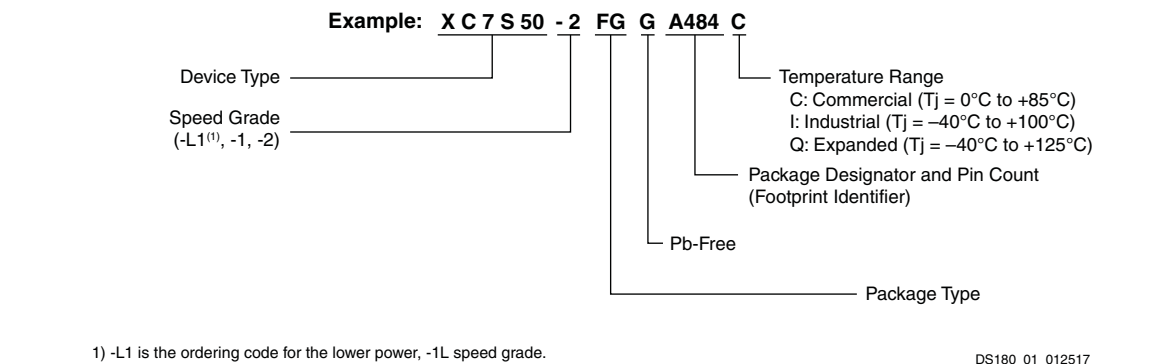 Example: X C 7 S 50 - 2 FG G A484 C
Device Type
Speed Grade
(-L1(1), -1, -2)
Temperature Range
C: Commercial (Tj = 0°C to +85°C)
I: Industrial (Tj = –40°C to +100°C)
Q: Expanded (Tj = –40°C to +125°C)
Package Designator and Pin Count
(Footprint Identifier)
Pb-Free
Package Type
1) -L1 is the ordering code for the lower power, -1L speed grade.
DS180_01_012517